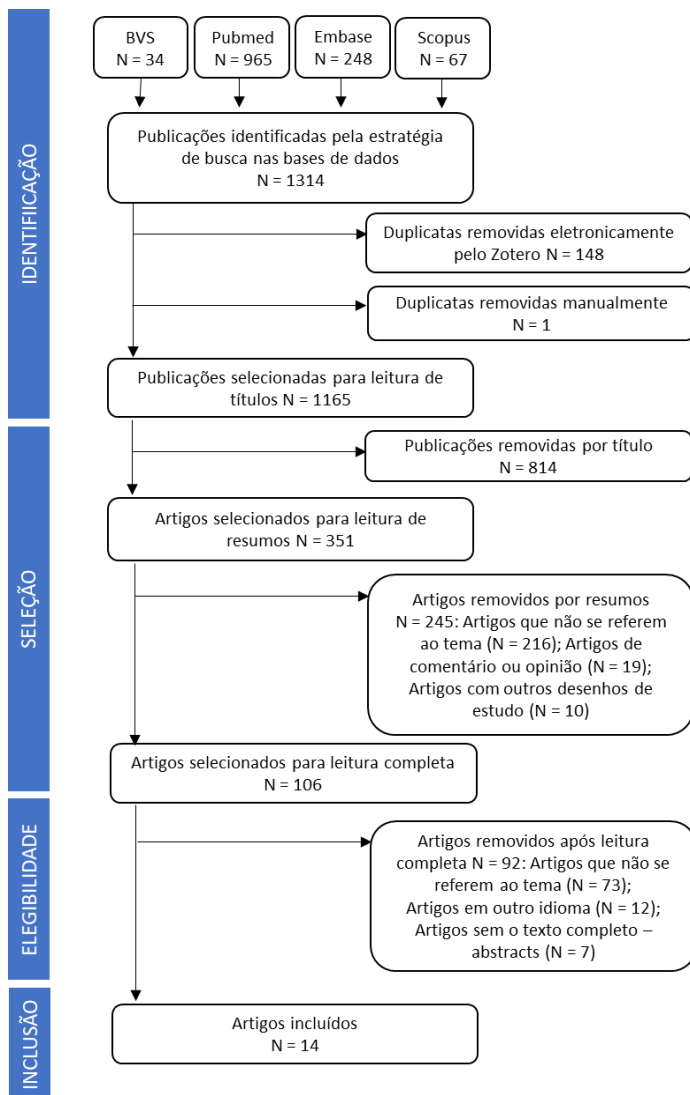 BVS
N = 34
Pubmed
N = 965
Embase
N = 248
Scopus
N = 67
IDENTIFIICAÇÃO
Publicações identificadas pela estratégia
de busca nas bases de dados
N = 1314
Duplicatas removidas eletronicamente
pelo Zotero N = 148
Duplicatas removidas manualmente
N = 1
Publicações selecionadas para leitura de
títulos N = 1165
SELEÇÃO
Publicações removidas por título
N = 814
Artigos selecionados para leitura de
resumos N = 351
Artigos removidos por resumos
N = 245: Artigos que não se referem
ao tema (N = 216); Artigos de
comentário ou opinião (N = 19);
Artigos com outros desenhos de
estudo (N = 10)
Artigos selecionados para leitura completa
N = 106
ELEGIBILIDADE
Artigos removidos após leitura
completa N = 92: Artigos que não se
referem ao tema (N = 73);
Artigos em outro idioma (N = 12);
Artigos sem o texto completo –
abstracts (N = 7)
INCLUSÃO
Artigos incluídos
N = 14